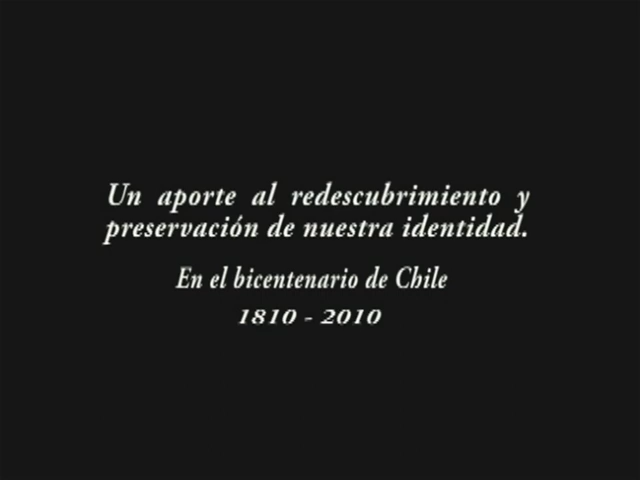 Un aporte al redescubrimiento y
preservación de nuestra identidad.
En el bicentenario de Chile
1810 - 2010